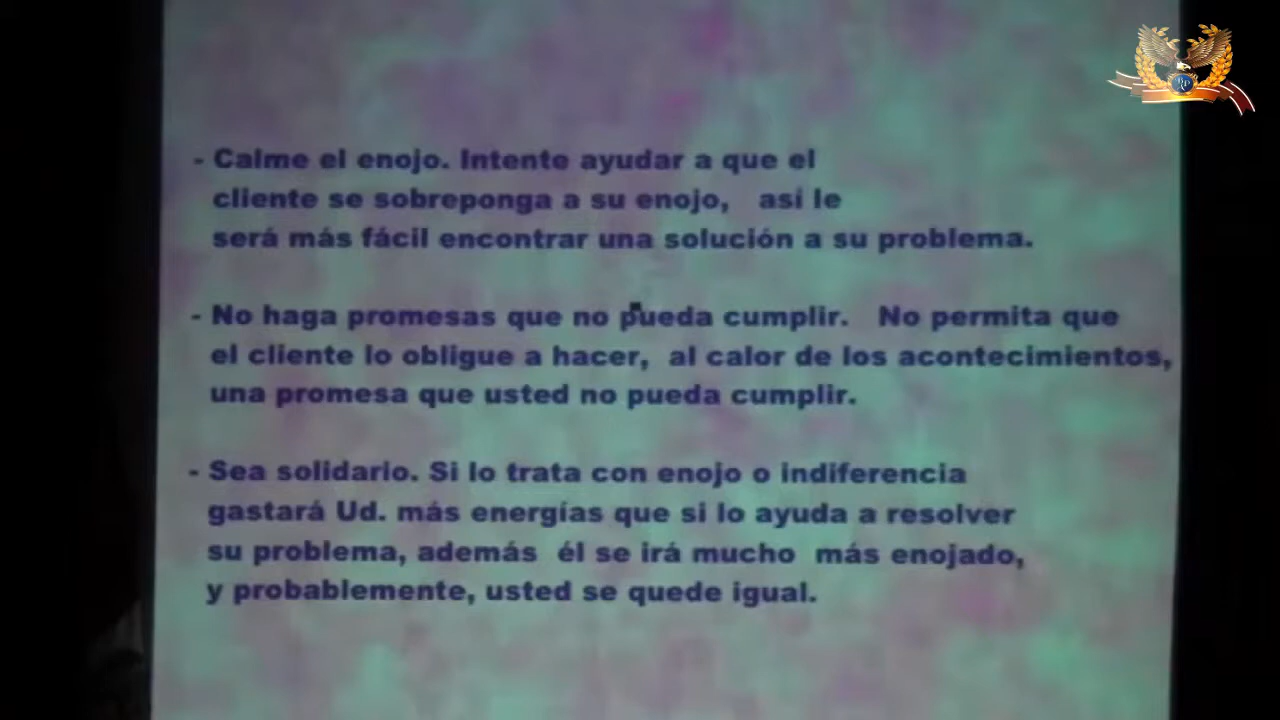 - Calme el enojo. Intente ayudar a que el
cliente se sobreponga a su enojo, así le
será más fácil encontrar una solución a su problema.
- No haga promesas que no pueda cumplir. No permita que
el cliente lo obligue a hacer, al calor de los acontecimientos,
una promesa que usted no pueda cumplir.
- Sea solidario. Si lo trata con enojo o indiferencia
gastará Ud. más energías que si lo ayuda a resolver
su problema, además él se irá mucho más enojado,
y probablemente, usted se quede igual.